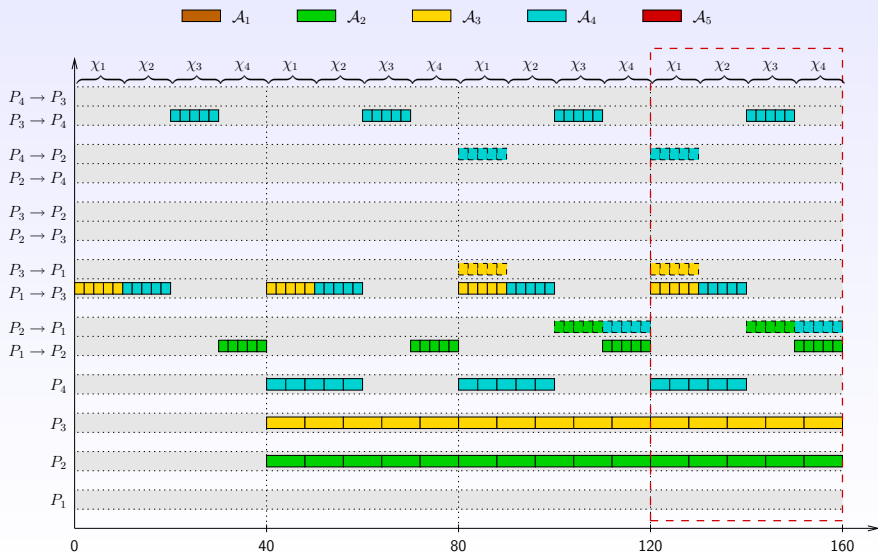 𝒜₁ 𝒜₂ 𝒜₃ 𝒜₄ 𝒜₅
χ₁ χ₂ χ₃ χ₄ χ₁ χ₂ χ₃ χ₄ χ₁ χ₂ χ₃ χ₄ χ₁ χ₂ χ₃ χ₄
P₄ → P₃
P₃ → P₄
P₄ → P₂
P₂ → P₄
P₃ → P₂
P₂ → P₃
P₃ → P₁
P₁ → P₃
P₂ → P₁
P₁ → P₂
P₄
P₃
P₂
P₁
0 40 80 120 160